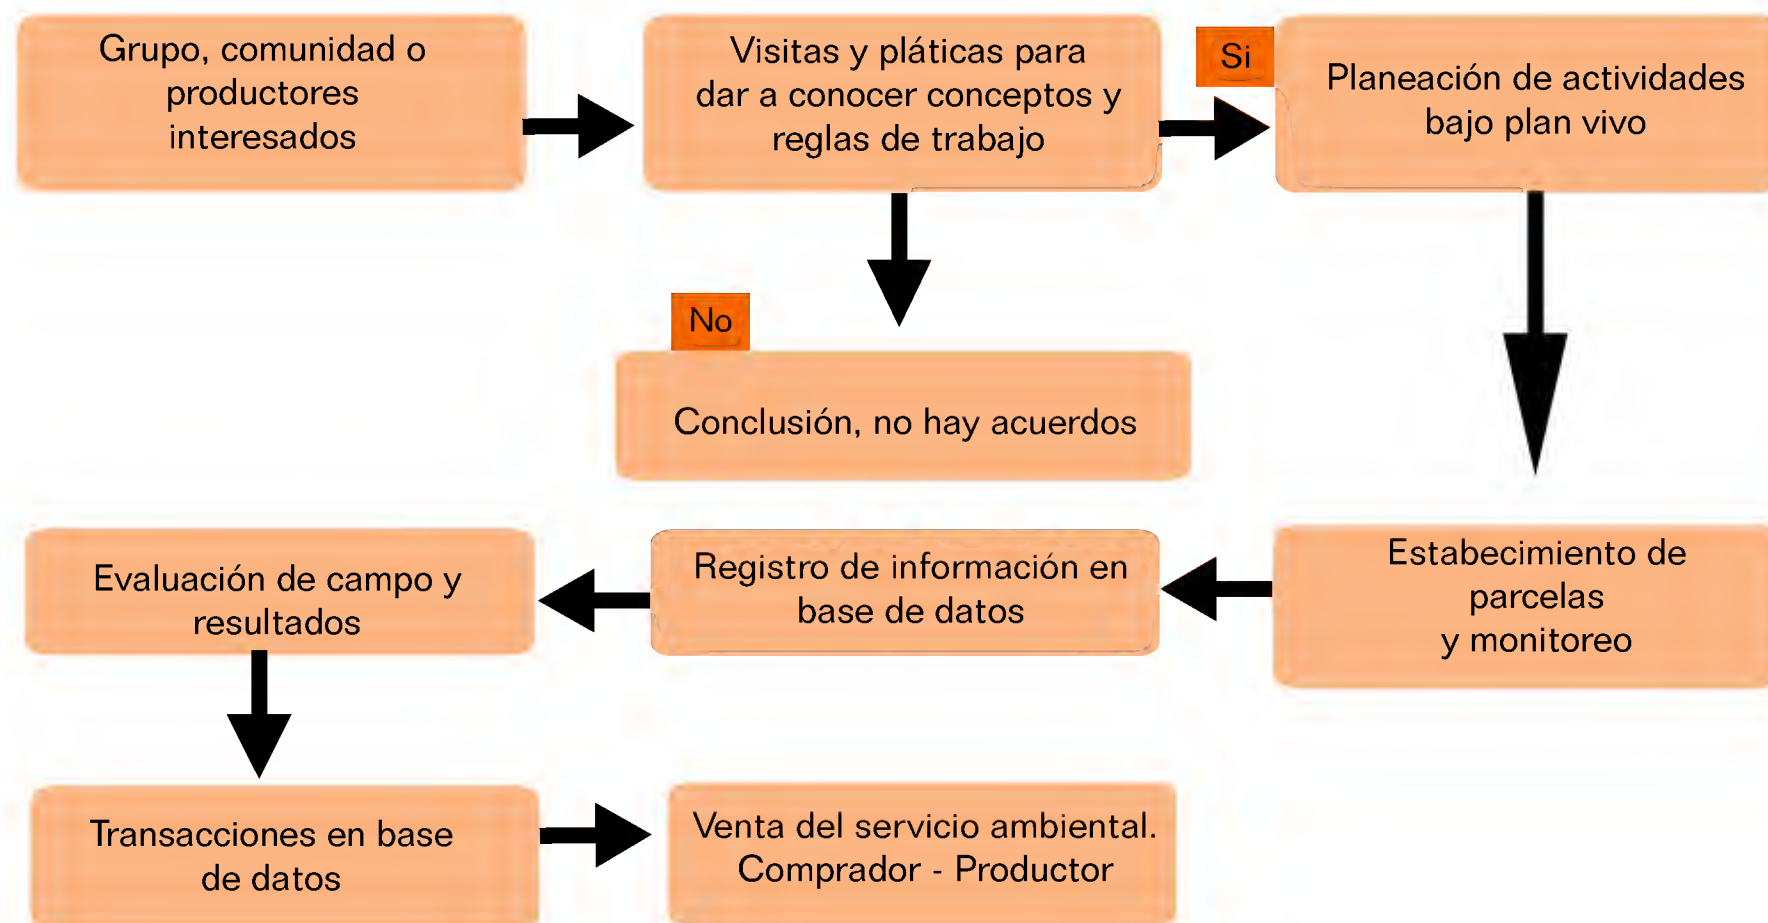 Grupo, comunidad o
productores
interesados
Visitas y pláticas para
dar a conocer conceptos y
reglas de trabajo
Si
Planeación de actividades
bajo plan vivo
No
Conclusión, no hay acuerdos
Estabecimiento de
parcelas
y monitoreo
Registro de información en
base de datos
Evaluación de campo y
resultados
Transacciones en base
de datos
Venta del servicio ambiental.
Comprador - Productor